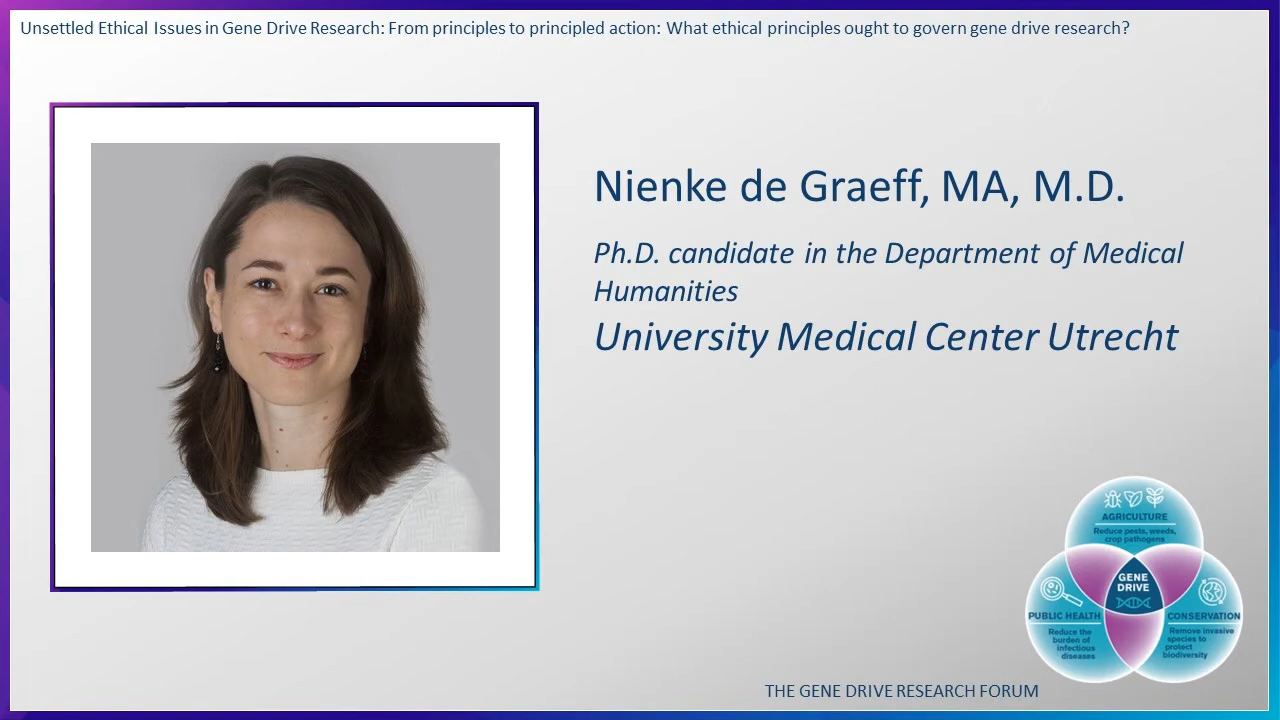 Unsettled Ethical Issues in Gene Drive Research: From principles to principled action: What ethical principles ought to govern gene drive research?
Nienke de Graeff, MA, M.D.
Ph.D. candidate in the Department of Medical
Humanities
University Medical Center Utrecht
AGRICULTURE
Reduce pests, weeds,
crop pathogens
GENE
DRIVE
PUBLIC HEALTH
Reduce the
burden of
infectious
diseases
CONSERVATION
Remove invasive
species to
protect
biodiversity
THE GENE DRIVE RESEARCH FORUM